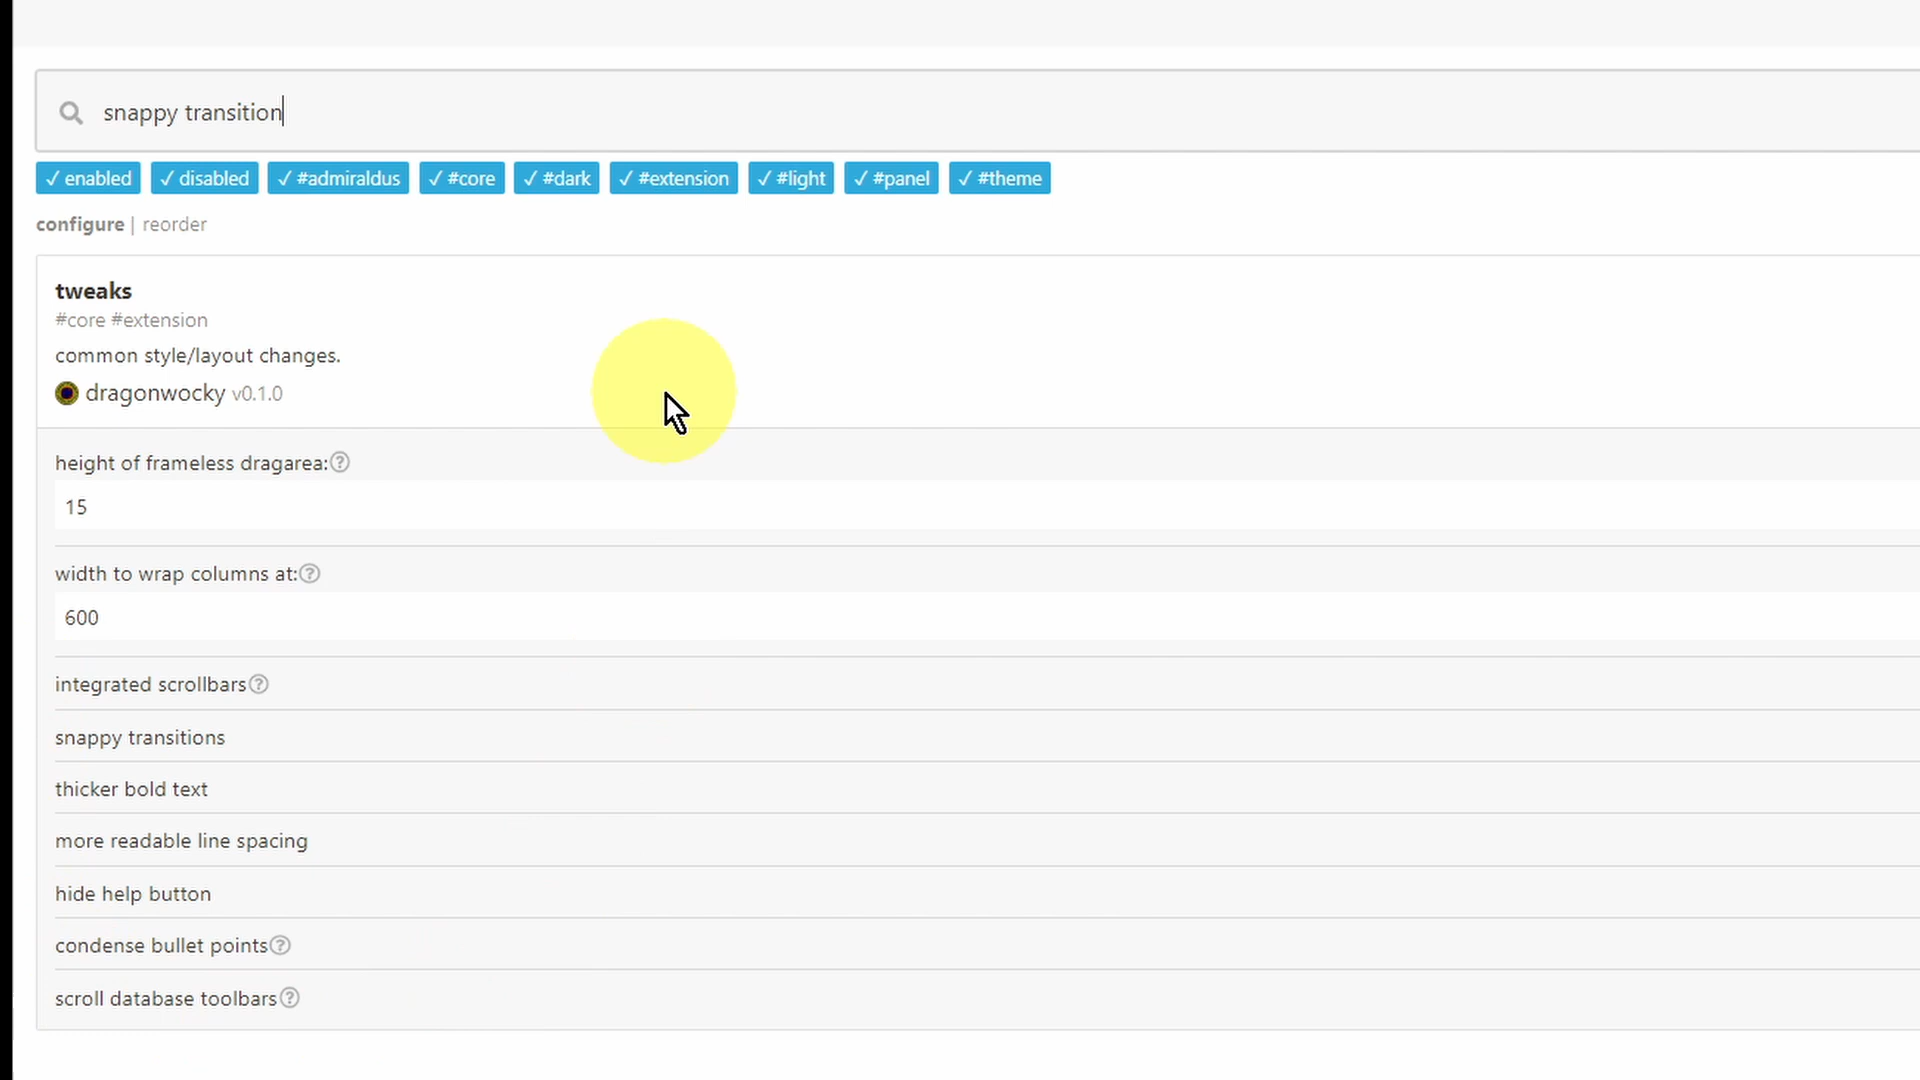 snappy transition
✓ enabled ✓ disabled ✓ #admiraldus ✓ #core ✓ #dark ✓ #extension ✓ #light ✓ #panel ✓ #theme
configure | reorder
tweaks
#core #extension
common style/layout changes.
dragonwocky v0.1.0
height of frameless dragarea:?
15
width to wrap columns at:?
600
integrated scrollbars?
snappy transitions
thicker bold text
more readable line spacing
hide help button
condense bullet points?
scroll database toolbars?